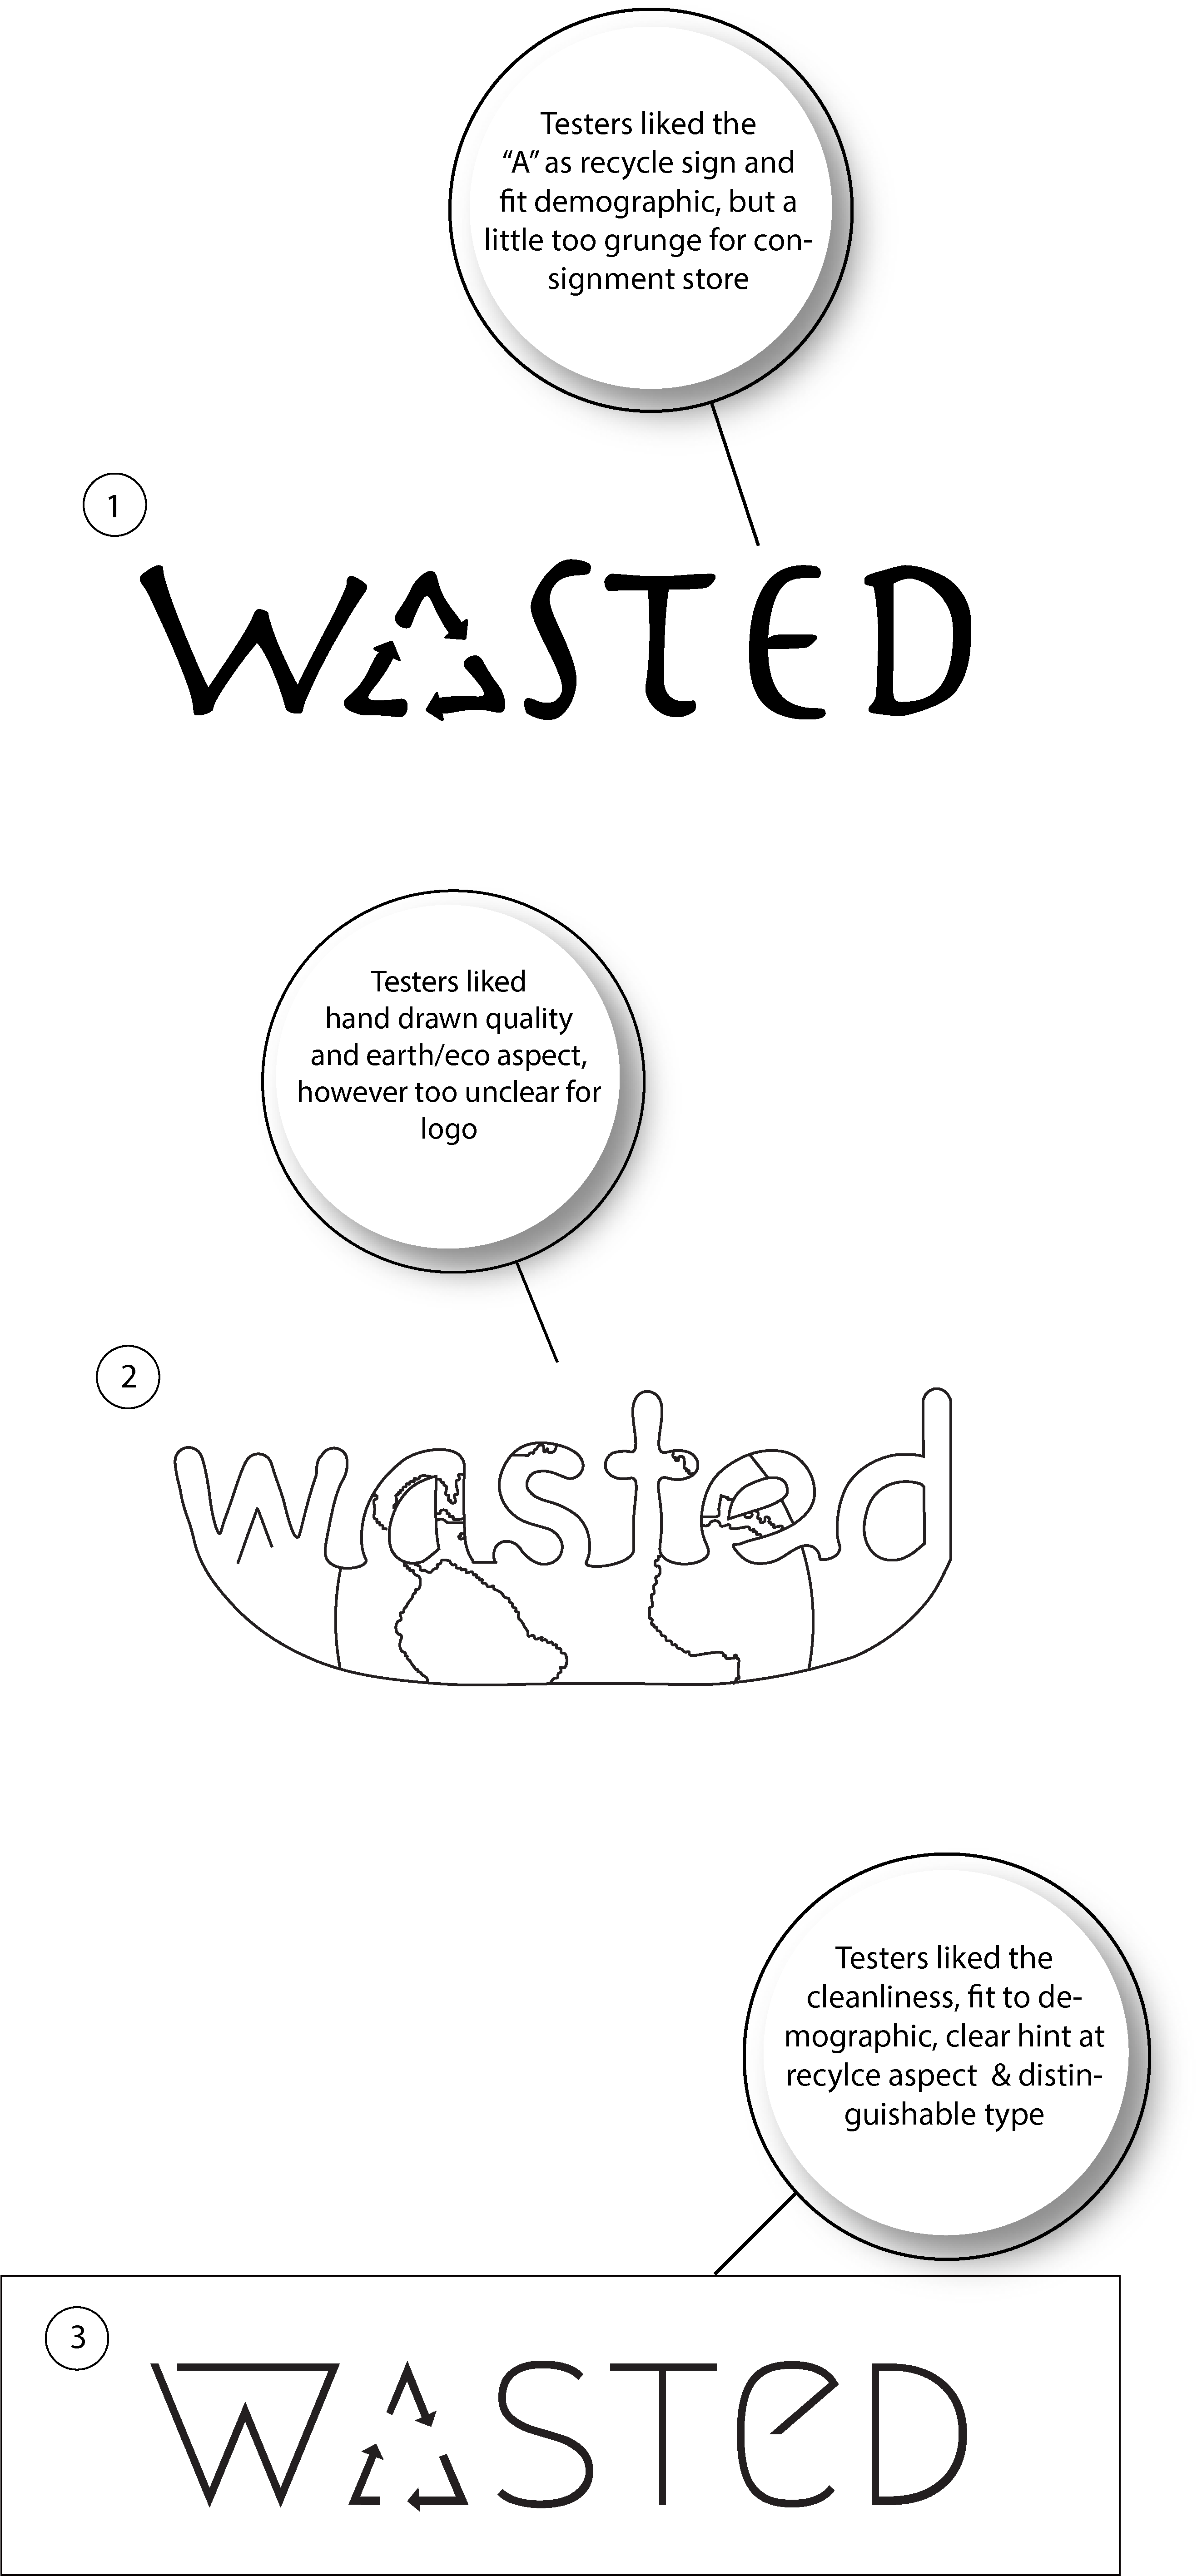 Testers liked the
“A” as recycle sign and
fit demographic, but a
little too grunge for con-
signment store
1
WASTED
Testers liked
hand drawn quality
and earth/eco aspect,
however too unclear for
logo
2
wasted
Testers liked the
cleanliness, fit to de-
mographic, clear hint at
recylce aspect  & distin-
guishable type
3
WASTeD